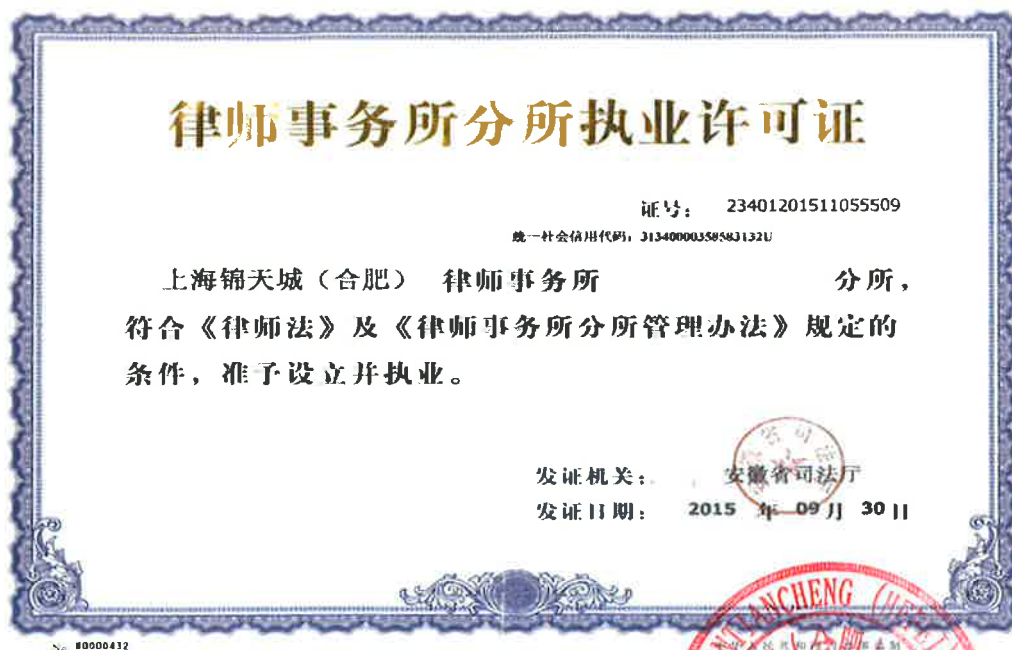 律师事务所分所执业许可证
证号： 23401201511055509
统一社会信用代码：31340000358583132U
上海锦天城（合肥） 律师事务所 分所，
符合《律师法》及《律师事务所分所管理办法》规定的
条件，准予设立并执业。
发证机关： 安徽省司法厅
发证日期： 2015 年 09 月 30 日
No. 80000432